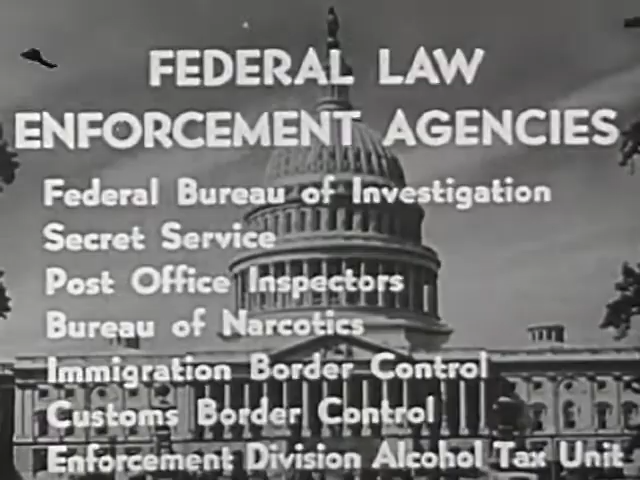 FEDERAL LAW
ENFORCEMENT AGENCIES
Federal Bureau of Investigation
Secret Service
Post Office Inspectors
Bureau of Narcotics
Immigration Border Control
Customs Border Control
Enforcement Division Alcohol Tax Unit